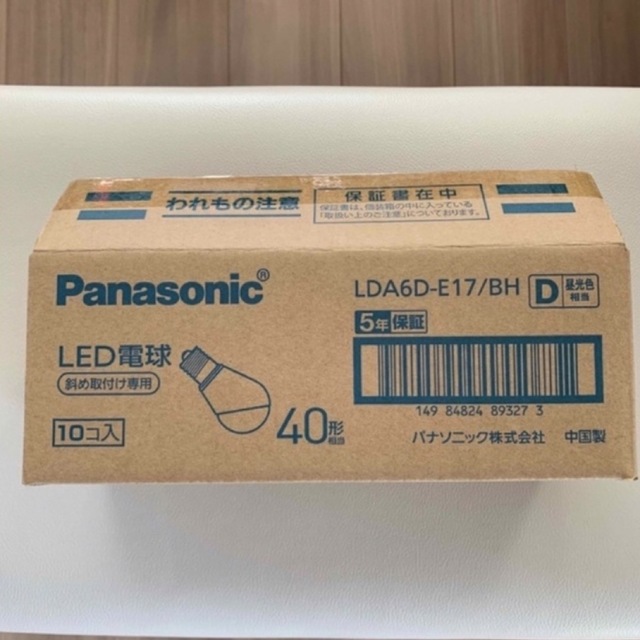 われもの注意
保証書在中
保証書は、個装箱の中に入っている
「取扱い上のご注意」についております。
Panasonic®
LED電球
斜め取付け専用
10コ入
40形
相当
LDA6D-E17/BH
D 昼光色
相当
5年保証
149 84824 89327 3
パナソニック株式会社 中国製